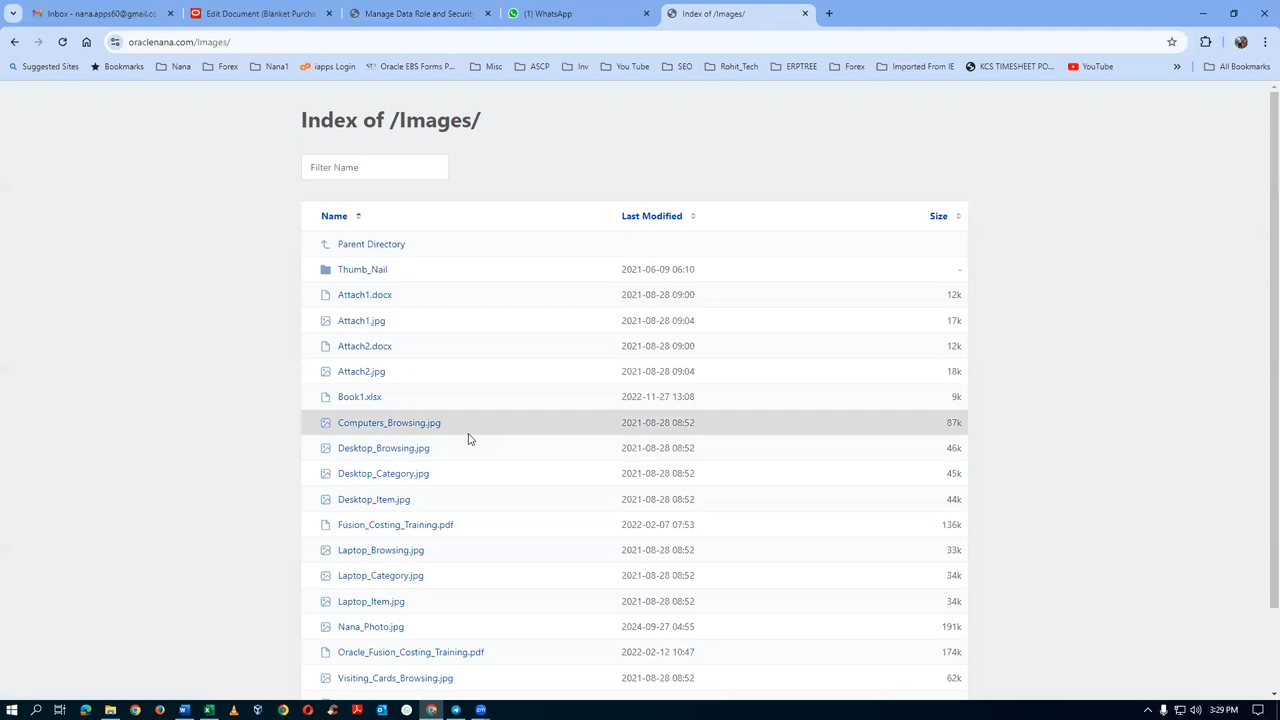 Inbox - nana.apps60@gmail.co
Edit Document (Blanket Purcha
Manage Data Role and Securit
(1) WhatsApp
Index of /Images/
oraclenana.com/Images/
Suggested Sites
Bookmarks
Nana
Forex
Nana1
iapps Login
Oracle EBS Forms P...
Misc
ASCP
Inv
You Tube
SEO
Rohit_Tech
ERPTREE
Forex
Imported From IE
KCS TIMESHEET PO...
YouTube
All Bookmarks
Index of /Images/
Filter Name
Name Last Modified Size
Parent Directory
Thumb_Nail 2021-06-09 06:10 -
Attach1.docx 2021-08-28 09:00 12k
Attach1.jpg 2021-08-28 09:04 17k
Attach2.docx 2021-08-28 09:00 12k
Attach2.jpg 2021-08-28 09:04 18k
Book1.xlsx 2022-11-27 13:08 9k
Computers_Browsing.jpg 2021-08-28 08:52 87k
Desktop_Browsing.jpg 2021-08-28 08:52 46k
Desktop_Category.jpg 2021-08-28 08:52 45k
Desktop_Item.jpg 2021-08-28 08:52 44k
Fusion_Costing_Training.pdf 2022-02-07 07:53 136k
Laptop_Browsing.jpg 2021-08-28 08:52 33k
Laptop_Category.jpg 2021-08-28 08:52 34k
Laptop_Item.jpg 2021-08-28 08:52 34k
Nana_Photo.jpg 2024-09-27 04:55 191k
Oracle_Fusion_Costing_Training.pdf 2022-02-12 10:47 174k
Visiting_Cards_Browsing.jpg 2021-08-28 08:52 62k
3:29 PM